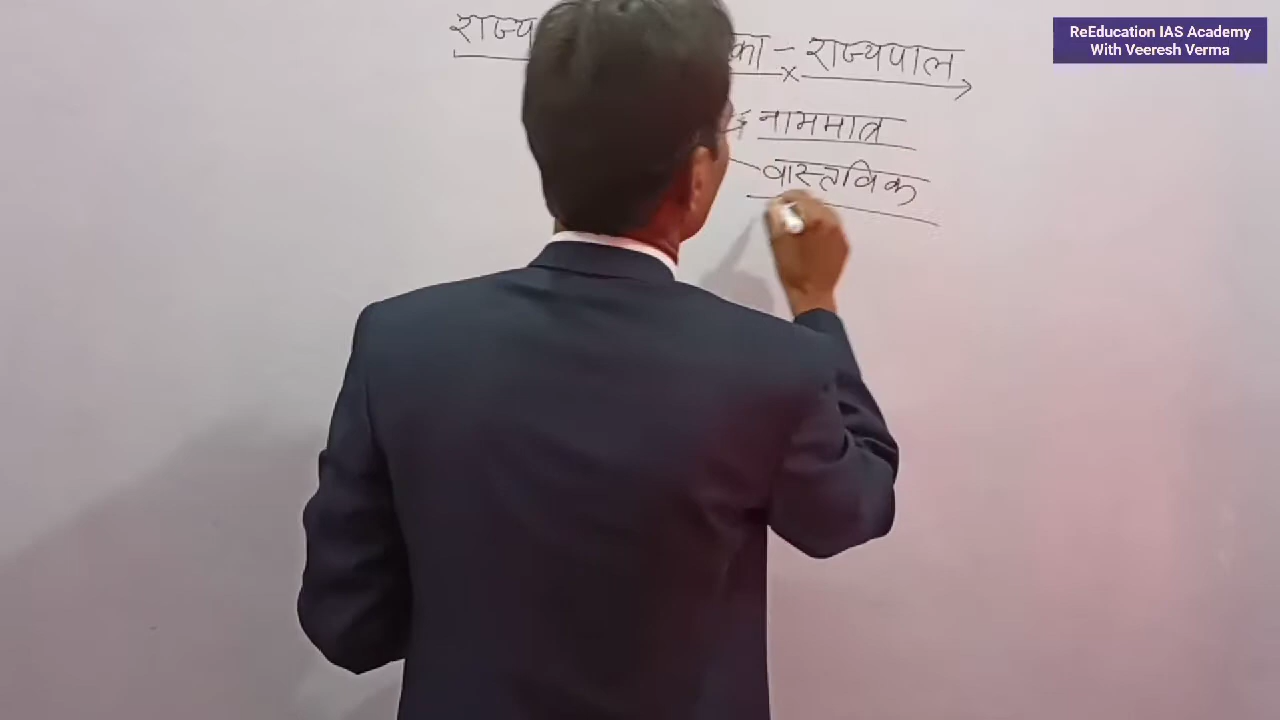 राज्य का - राज्यपाल
नाममात्र
वास्तविक
ReEducation IAS Academy
With Veeresh Verma